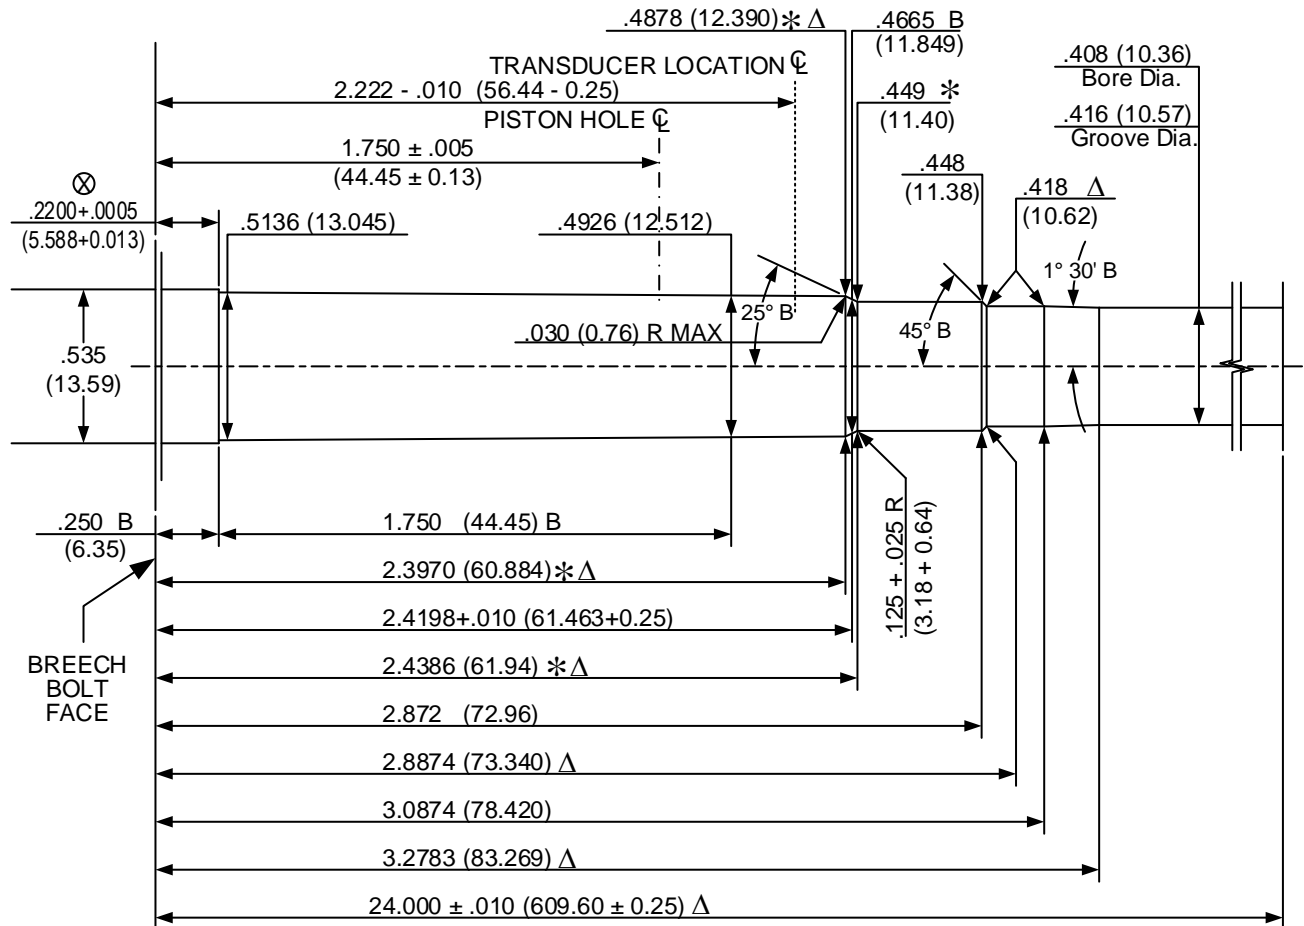 .4878 (12.390)✻ Δ
.4665 B
(11.849)
TRANSDUCER LOCATION ℄
.408 (10.36)
Bore Dia.
2.222 - .010 (56.44 - 0.25)
.449 ✻
(11.40)
PISTON HOLE ℄
.416 (10.57)
Groove Dia.
1.750 ± .005
(44.45 ± 0.13)
.448
(11.38)
⊗
.418 Δ
(10.62)
.2200+.0005
(5.588+0.013)
.5136 (13.045)
.4926 (12.512)
1° 30' B
25° B
45° B
.030 (0.76) R MAX
.535
(13.59)
.250 B
(6.35)
1.750 (44.45) B
.125 + .025 R
(3.18 + 0.64)
2.3970 (60.884)✻ Δ
2.4198+.010 (61.463+0.25)
BREECH
BOLT
FACE
2.4386 (61.94) ✻ Δ
2.872 (72.96)
2.8874 (73.340) Δ
3.0874 (78.420)
3.2783 (83.269) Δ
24.000 ± .010 (609.60 ± 0.25) Δ